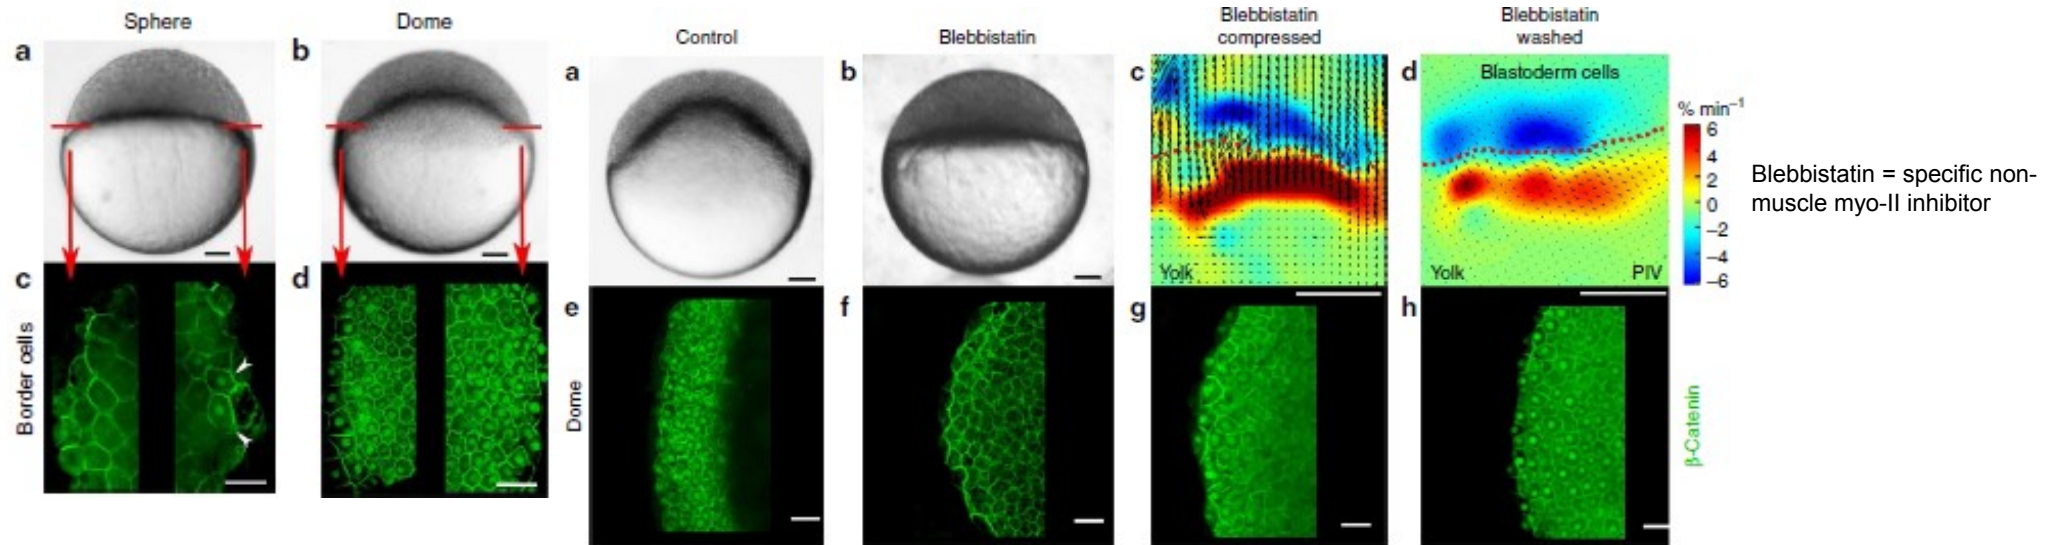 Sphere
Dome
Control
Blebbistatin
Blebbistatin
compressed
Blebbistatin
washed
a
b
a
b
c
d
Blastoderm cells
Yolk
Yolk
PIV
% min⁻¹
6
4
2
0
−2
−4
−6
Blebbistatin = specific non-
muscle myo-II inhibitor
c
d
e
f
g
h
Border cells
Dome
β-Catenin